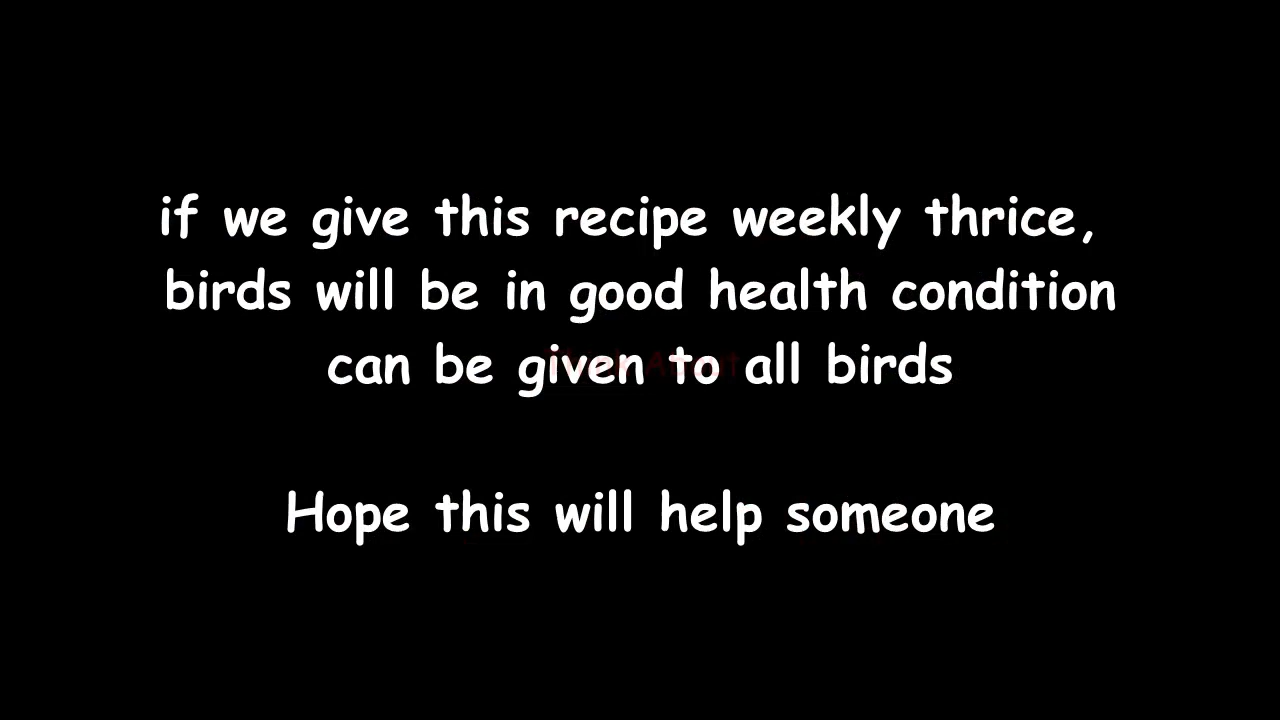 if we give this recipe weekly thrice,
birds will be in good health condition
can be given to all birds
Hope this will help someone